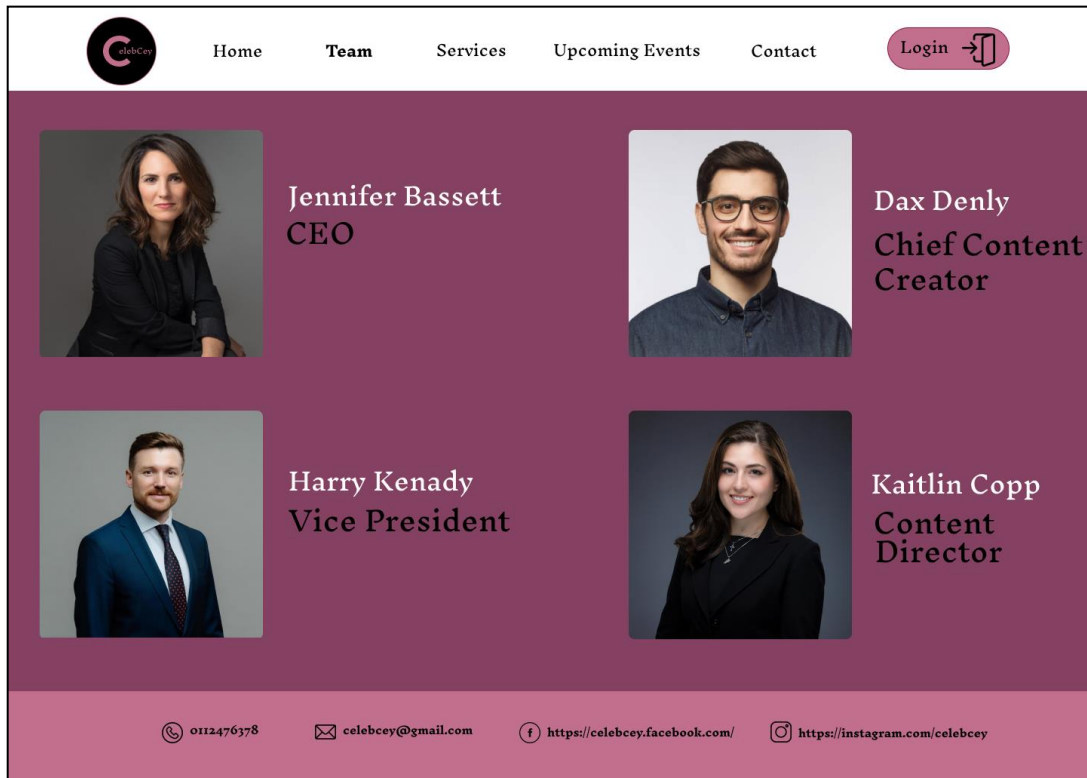 CelebCey
Home
Team
Services
Upcoming Events
Contact
Login
Jennifer Bassett
CEO
Dax Denly
Chief Content
Creator
Harry Kenady
Vice President
Kaitlin Copp
Content
Director
0112476378
celebcey@gmail.com
https://celebcey.facebook.com/
https://instagram.com/celebcey